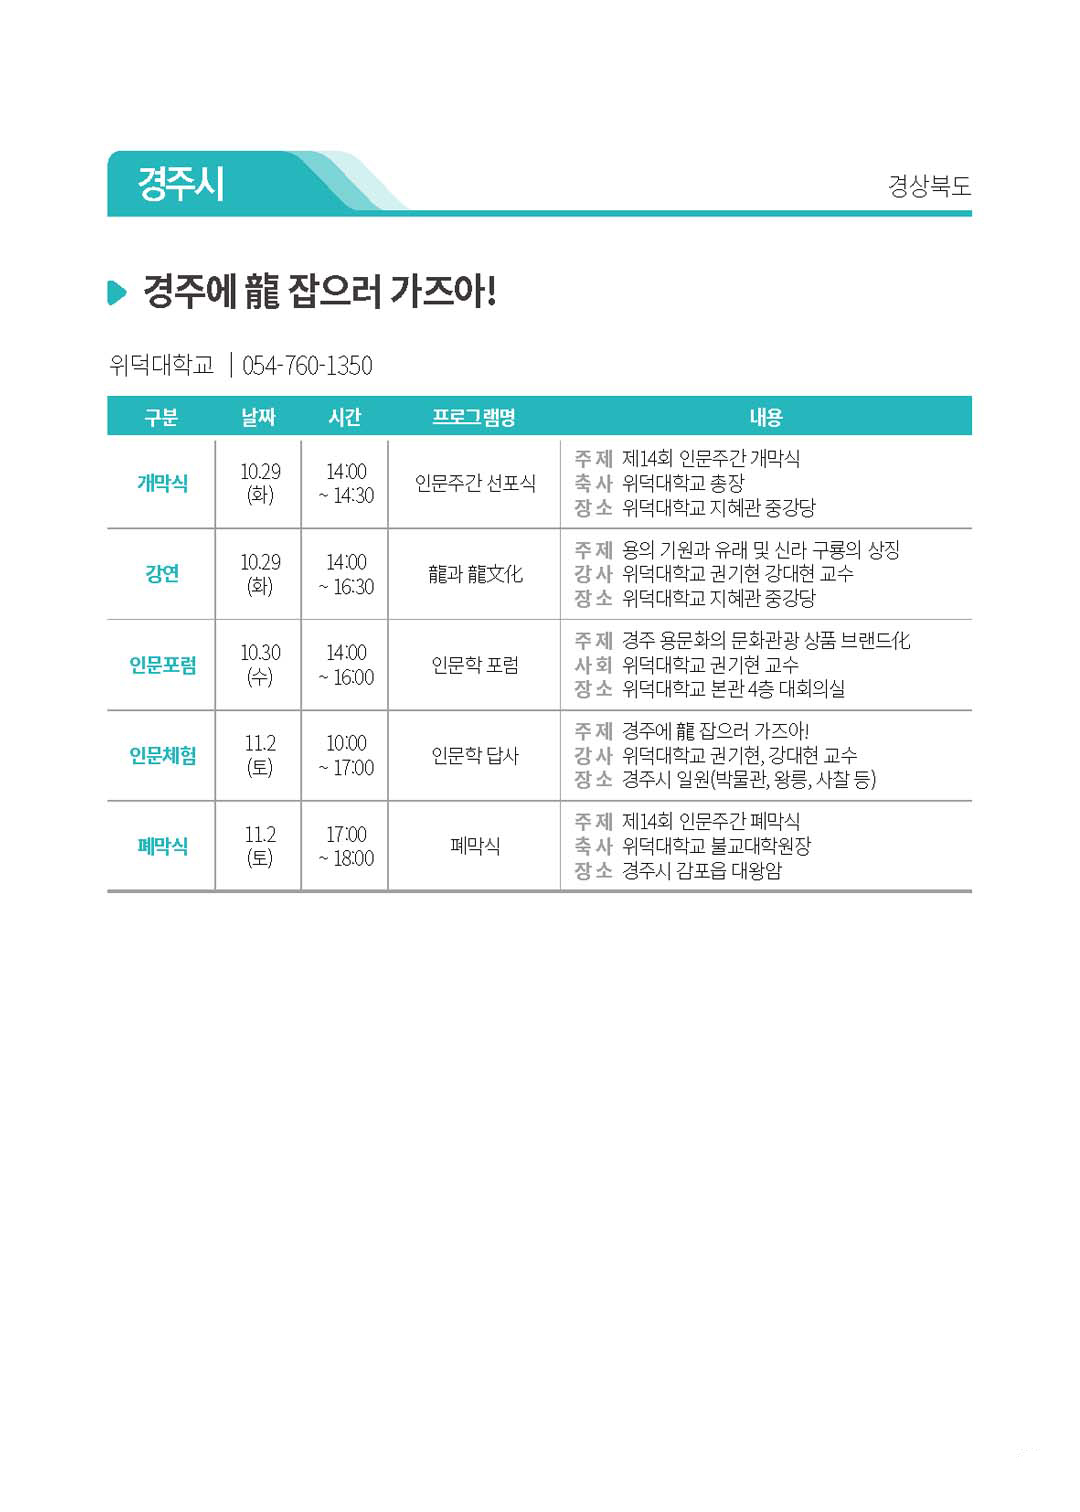 경주시
경상북도
경주에 龍 잡으러 가즈아!
위덕대학교 | 054-760-1350
구분 날짜 시간 프로그램명 내용
개막식 10.29 (화) 14:00 ~ 14:30 인문주간 선포식
주 제 제14회 인문주간 개막식
축 사 위덕대학교 총장
장 소 위덕대학교 지혜관 중강당
강연 10.29 (화) 14:00 ~ 16:30 龍과 龍文化
주 제 용의 기원과 유래 및 신라 구룡의 상징
강 사 위덕대학교 권기현 강대현 교수
장 소 위덕대학교 지혜관 중강당
인문포럼 10.30 (수) 14:00 ~ 16:00 인문학 포럼
주 제 경주 용문화의 문화관광 상품 브랜드化
사 회 위덕대학교 권기현 교수
장 소 위덕대학교 본관 4층 대회의실
인문체험 11.2 (토) 10:00 ~ 17:00 인문학 답사
주 제 경주에 龍 잡으러 가즈아!
강 사 위덕대학교 권기현, 강대현 교수
장 소 경주시 일원(박물관, 왕릉, 사찰 등)
폐막식 11.2 (토) 17:00 ~ 18:00 폐막식
주 제 제14회 인문주간 폐막식
축 사 위덕대학교 불교대학원장
장 소 경주시 감포읍 대왕암